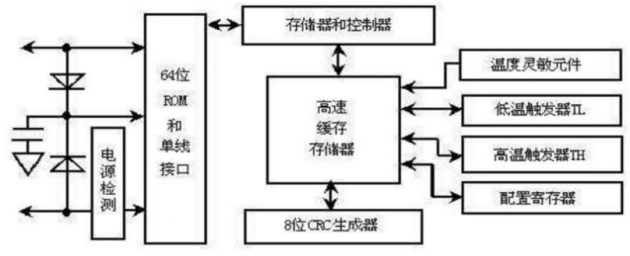 存储器和控制器
64位
ROM
和
单线
接口
电
源
检
测
高速
缓存
存储器
温度灵敏元件
低温触发器TL
高温触发器TH
配置寄存器
8位CRC生成器